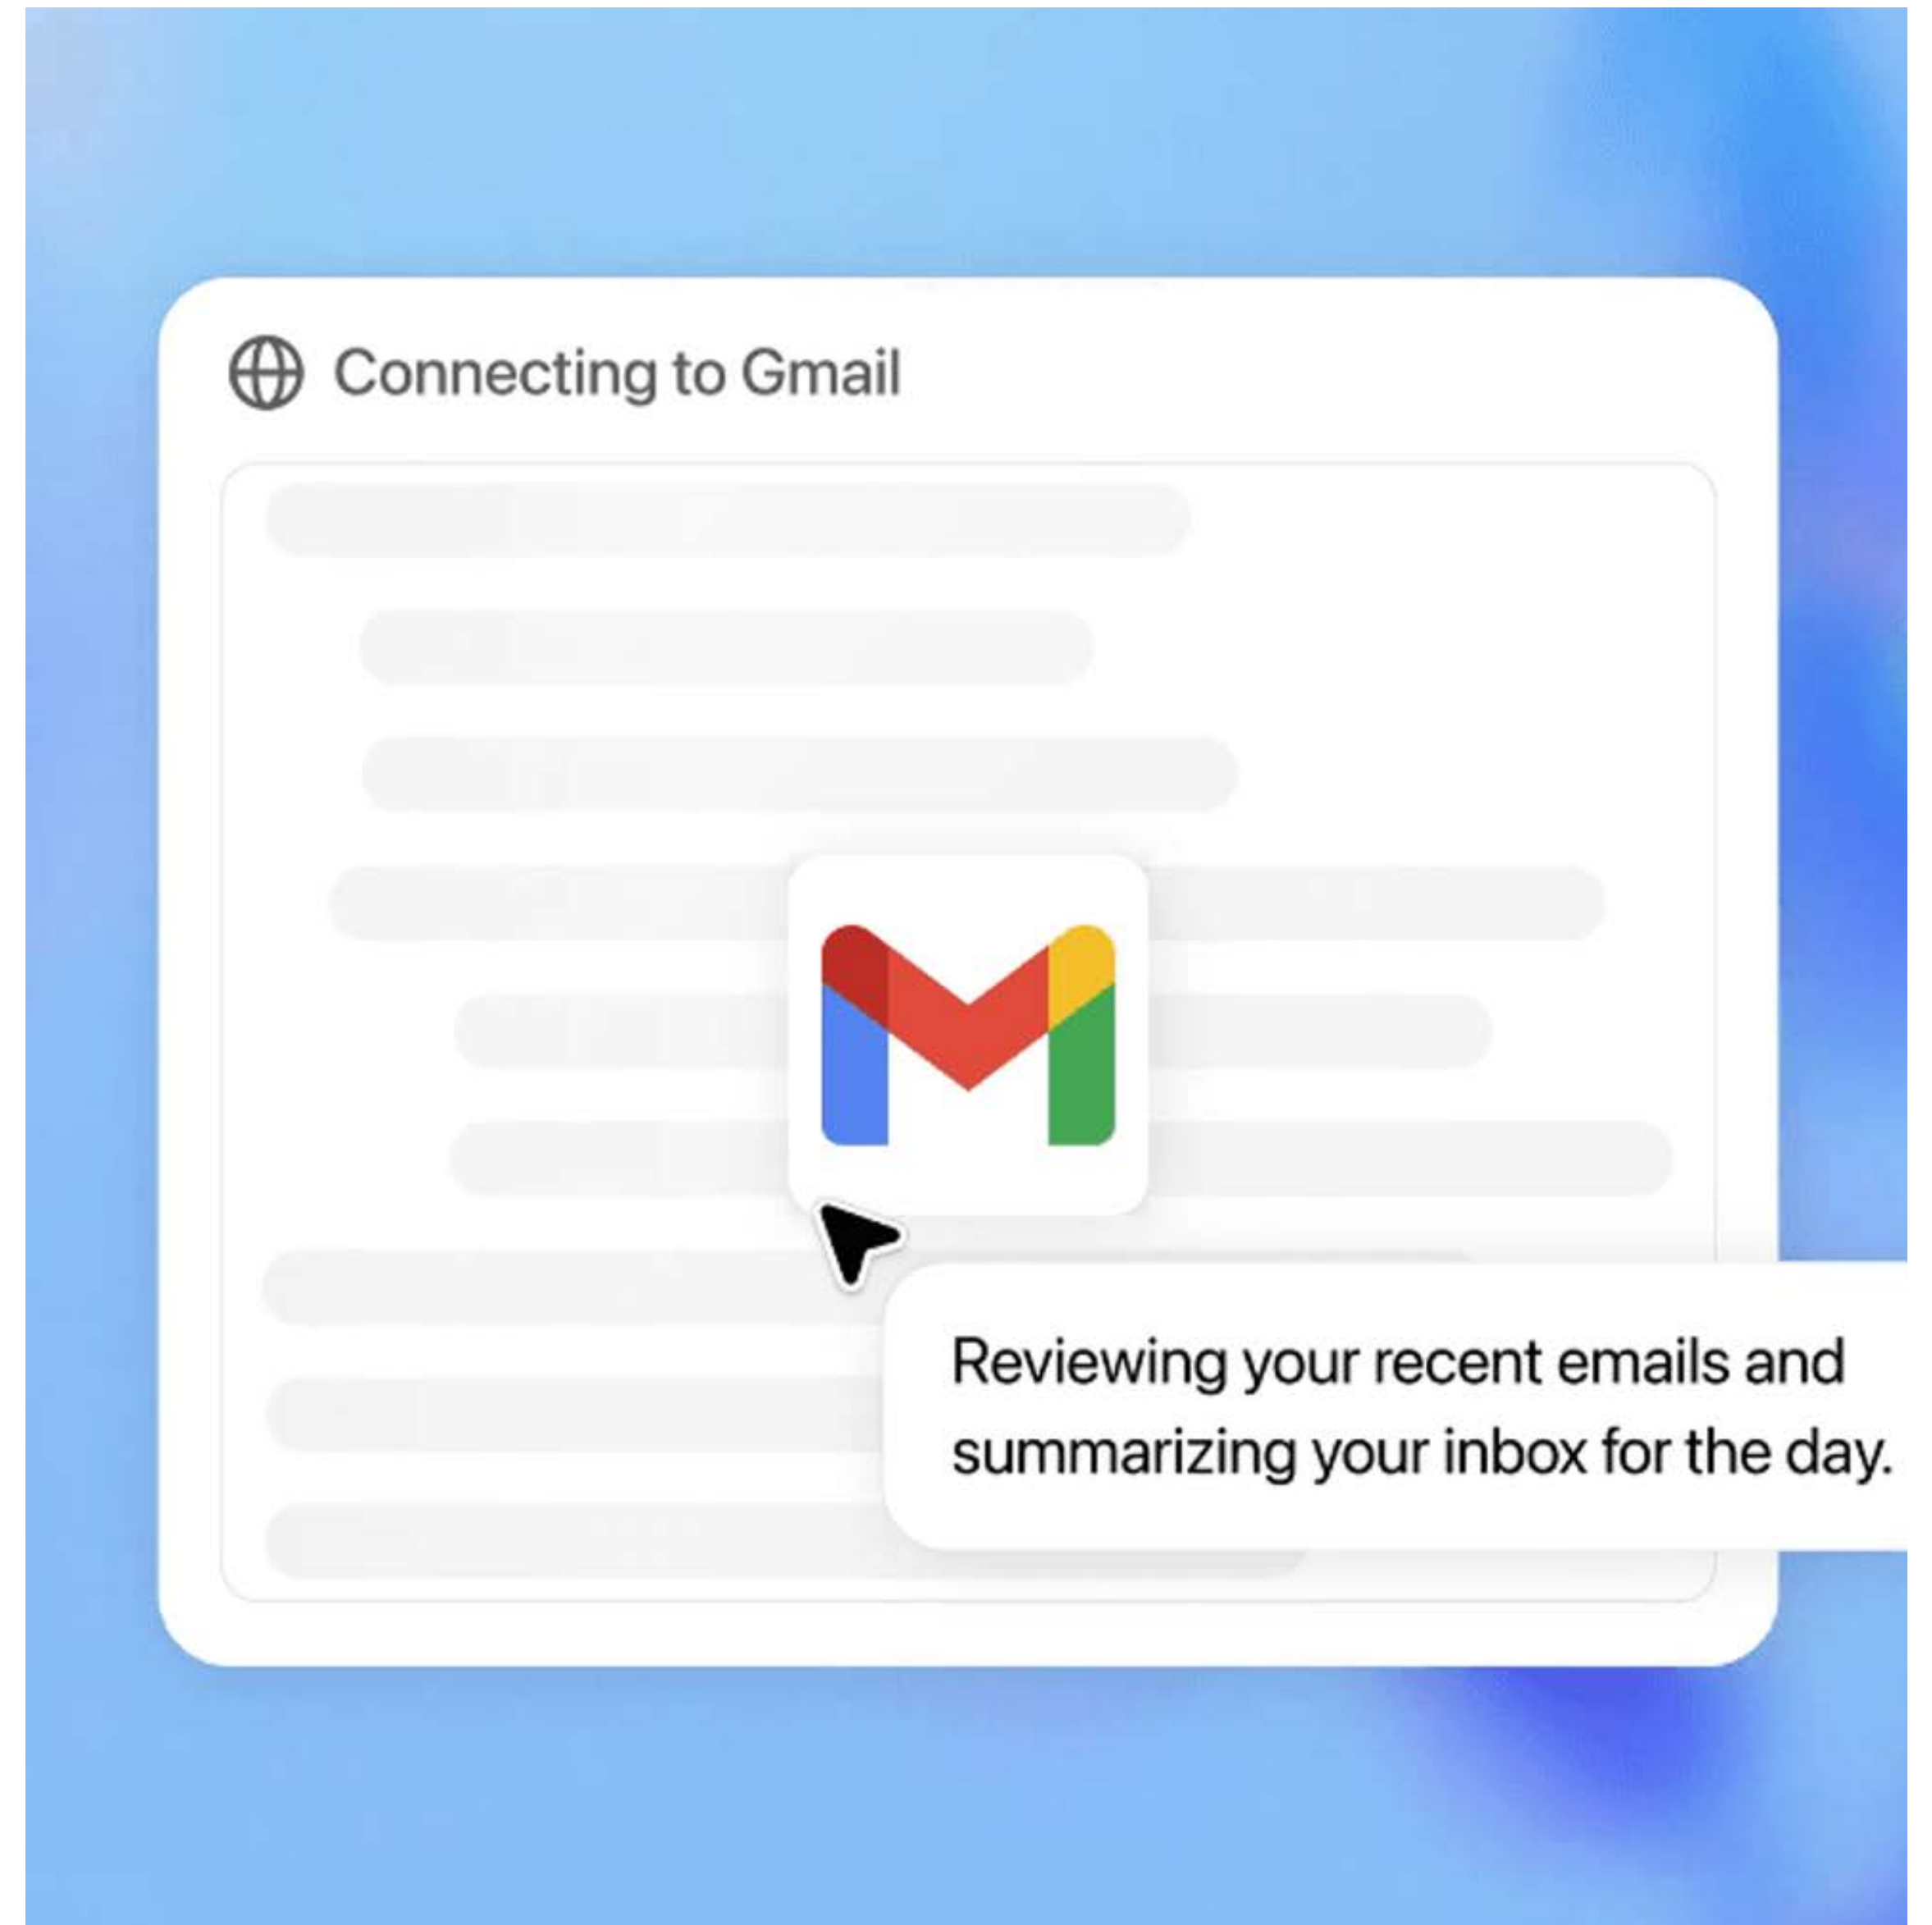 Connecting to Gmail
Reviewing your recent emails and
summarizing your inbox for the day.